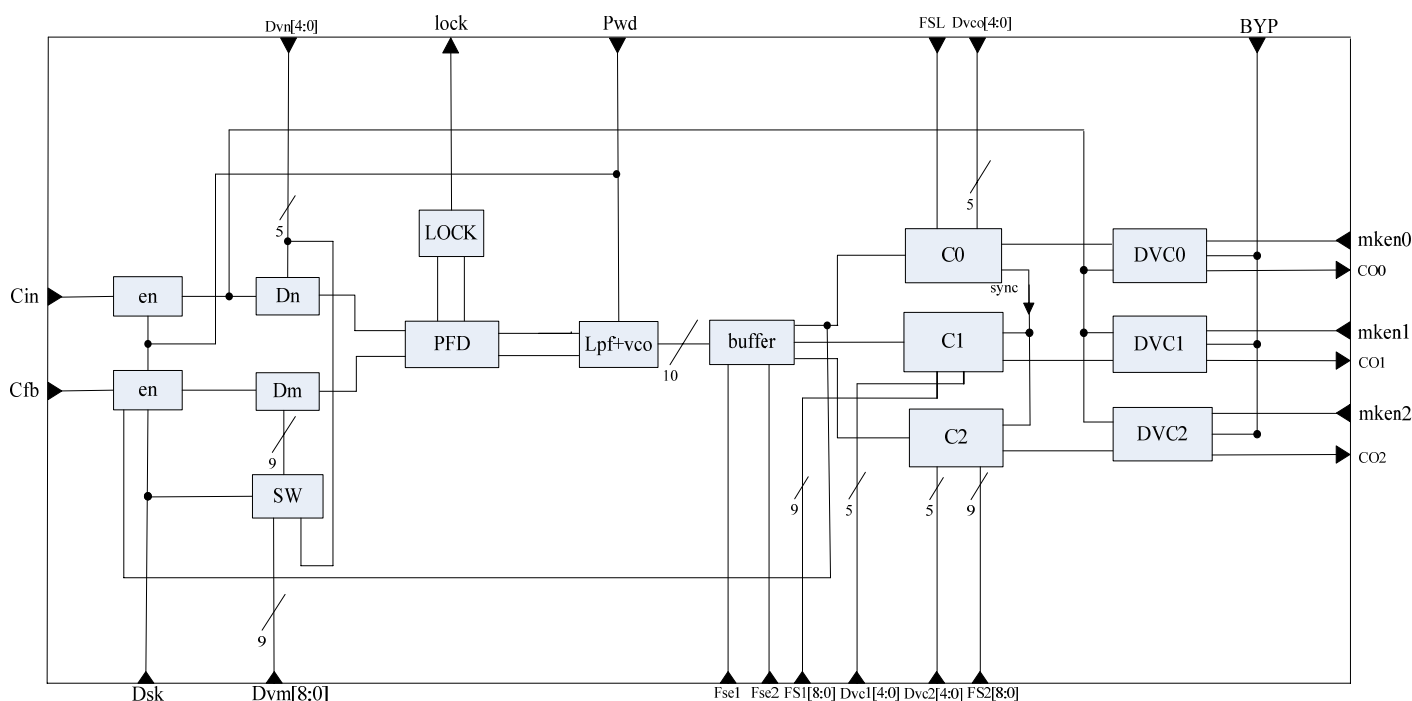 Dvn[4:0] lock Pwd FSL Dvco[4:0] BYP
5
5
LOCK
C0
DVC0
mken0
CO0
sync
Cin
en
Dn
PFD
Lpf+vco
10
buffer
C1
DVC1
mken1
CO1
Cfb
en
Dm
9
C2
DVC2
mken2
CO2
SW
9 5 5 9
9
Dsk Dvm[8:0] Fse1 Fse2 FS1[8:0] Dvc1[4:0] Dvc2[4:0] FS2[8:0]